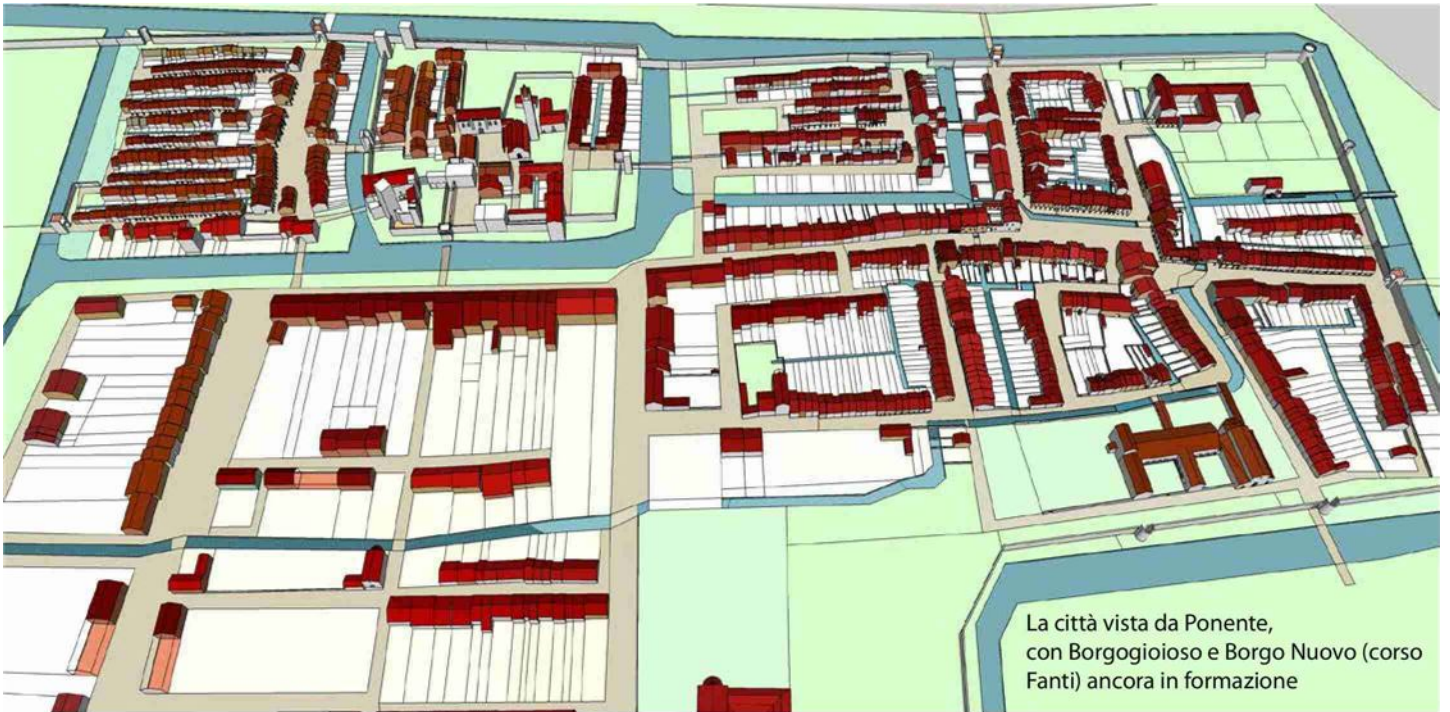 La città vista da Ponente,
con Borgogioioso e Borgo Nuovo (corso
Fanti) ancora in formazione